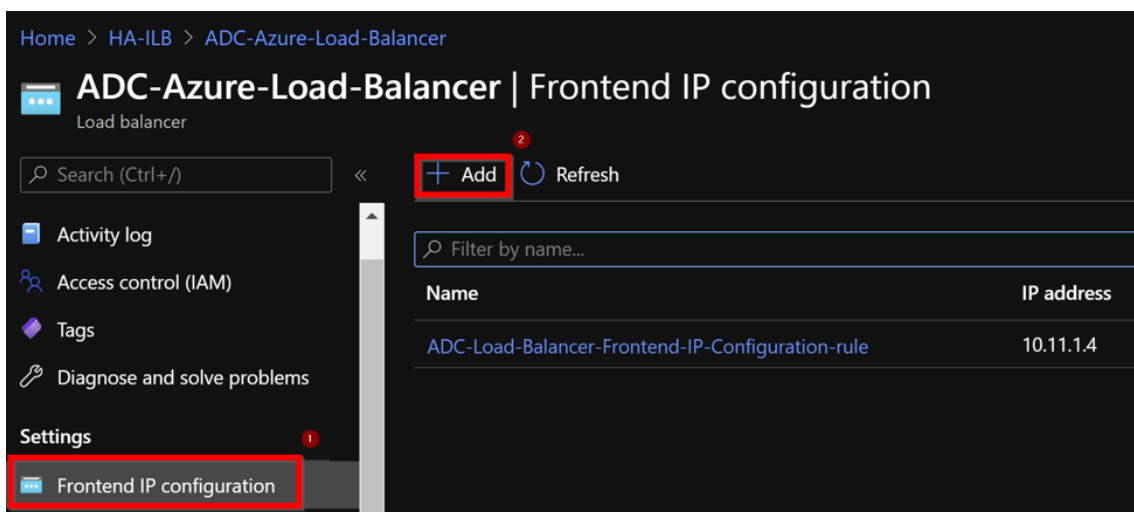 Home > HA-ILB > ADC-Azure-Load-Balancer
ADC-Azure-Load-Balancer | Frontend IP configuration
Load balancer
2
Search (Ctrl+/)
«
+ Add
Refresh
Activity log
Filter by name...
Access control (IAM)
Name
IP address
Tags
ADC-Load-Balancer-Frontend-IP-Configuration-rule
10.11.1.4
Diagnose and solve problems
Settings
1
Frontend IP configuration